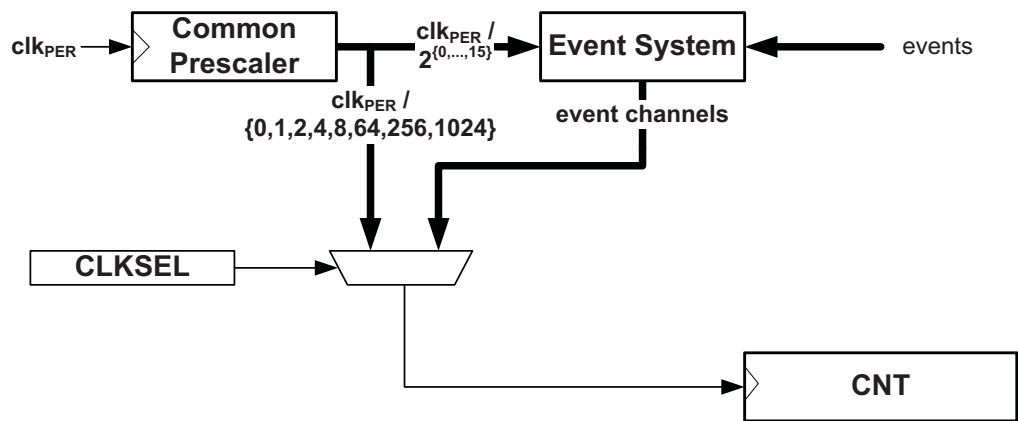 clkPER
Common
Prescaler
clkPER /
2{0,...,15}
Event System
events
clkPER /
{0,1,2,4,8,64,256,1024}
event channels
CLKSEL
CNT